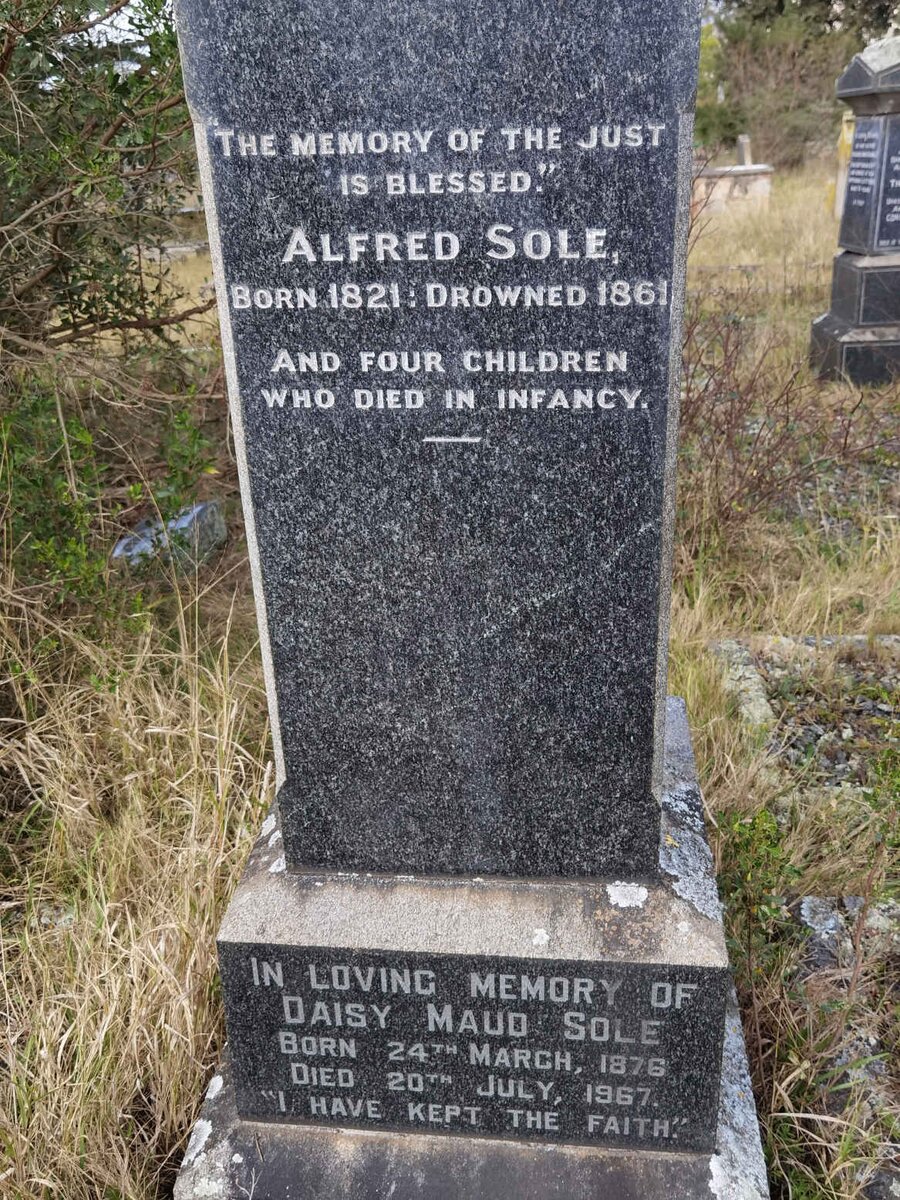 "THE MEMORY OF THE JUST
IS BLESSED."
ALFRED SOLE,
BORN 1821: DROWNED 1861
AND FOUR CHILDREN
WHO DIED IN INFANCY.
IN LOVING MEMORY OF
DAISY MAUD SOLE
BORN 24TH MARCH, 1876
DIED 20TH JULY, 1967.
"I HAVE KEPT THE FAITH."